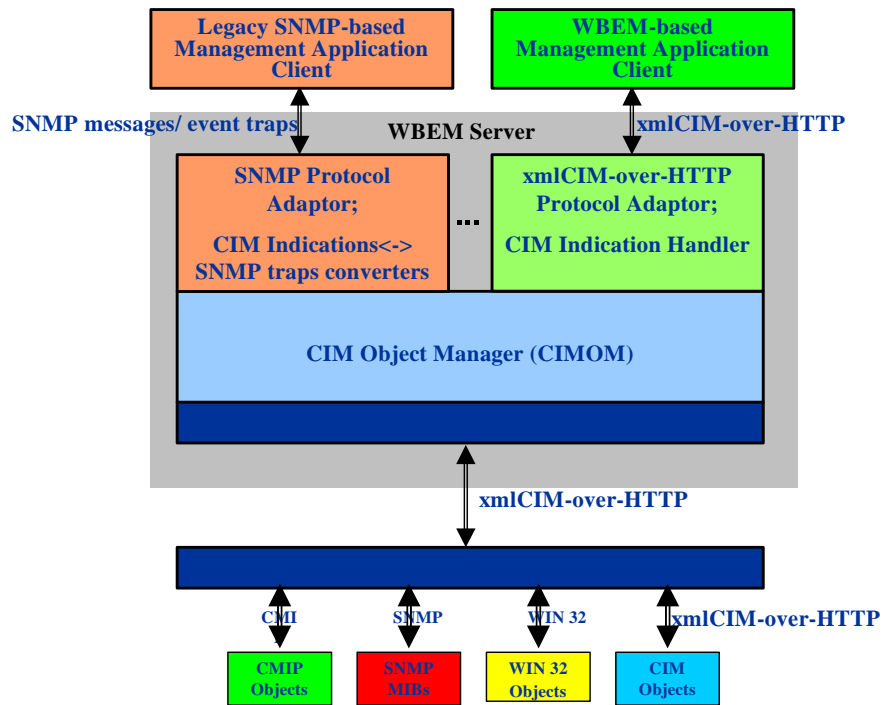 Legacy SNMP-based
Management Application
Client
WBEM-based
Management Application
Client
SNMP messages/ event traps
WBEM Server
xmlCIM-over-HTTP
SNMP Protocol
Adaptor;
CIM Indications<->
SNMP traps converters
...
xmlCIM-over-HTTP
Protocol Adaptor;
CIM Indication Handler
CIM Object Manager (CIMOM)
xmlCIM-over-HTTP
CMI
SNMP
WIN 32
xmlCIM-over-HTTP
CMIP
Objects
SNMP
MIBs
WIN 32
Objects
CIM
Objects